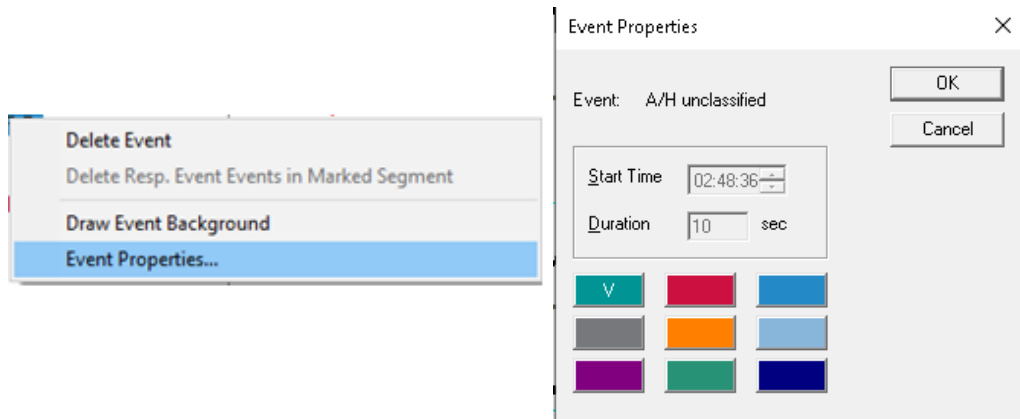 Delete Event
Delete Resp. Event Events in Marked Segment
Draw Event Background
Event Properties...
Event Properties
Event: A/H unclassified
OK
Cancel
Start Time 02:48:36
Duration 10 sec
V